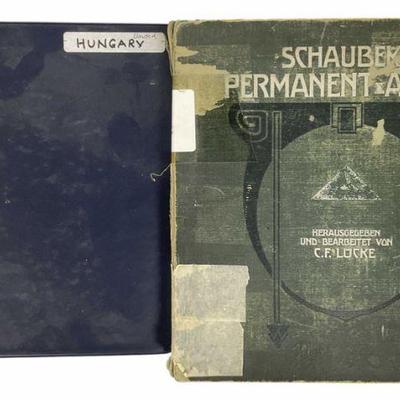 HUNGARY
SCHAUBEK
PERMANENT-A
HERAUSGEGEBEN
UND BEARBEITET VON
C.F. LÜCKE